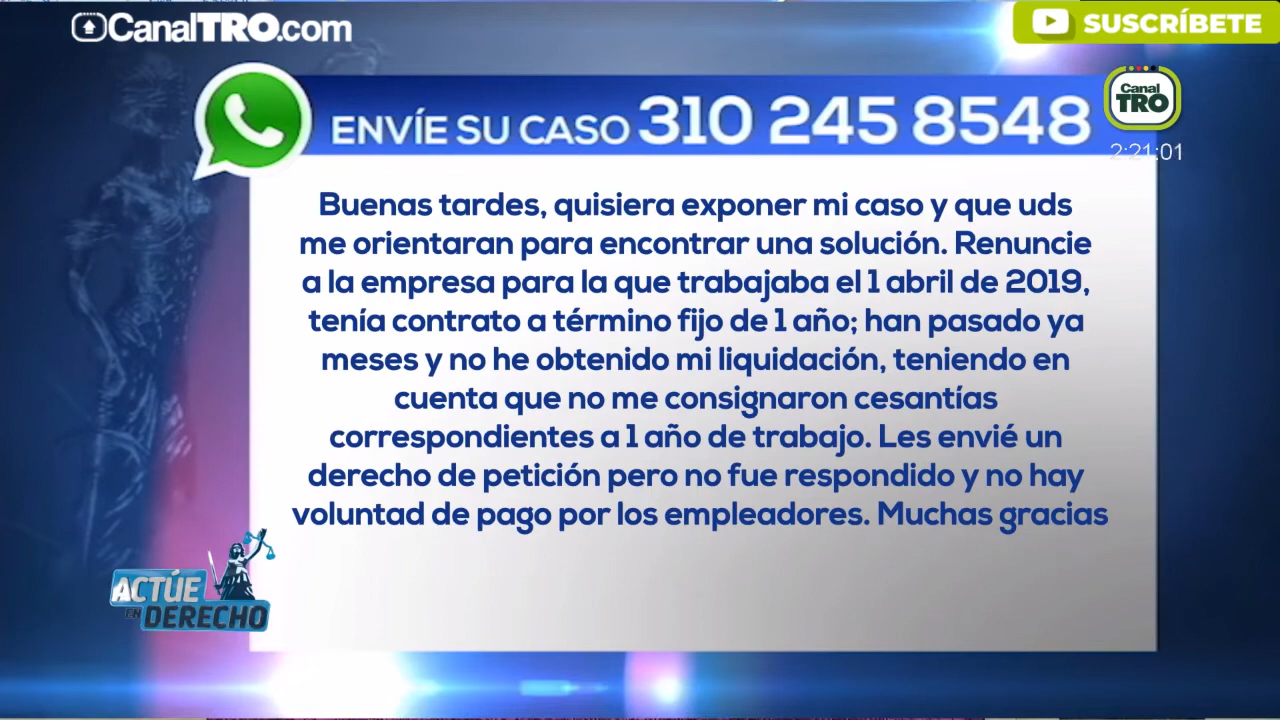 CanalTRO.com
SUSCRÍBETE
ENVÍE SU CASO 310 245 8548
Canal
TRO
2:21:01
Buenas tardes, quisiera exponer mi caso y que uds
me orientaran para encontrar una solución. Renuncie
a la empresa para la que trabajaba el 1 abril de 2019,
tenía contrato a término fijo de 1 año; han pasado ya
meses y no he obtenido mi liquidación, teniendo en
cuenta que no me consignaron cesantías
correspondientes a 1 año de trabajo. Les envié un
derecho de petición pero no fue respondido y no hay
voluntad de pago por los empleadores. Muchas gracias
ACTÚE
EN DERECHO